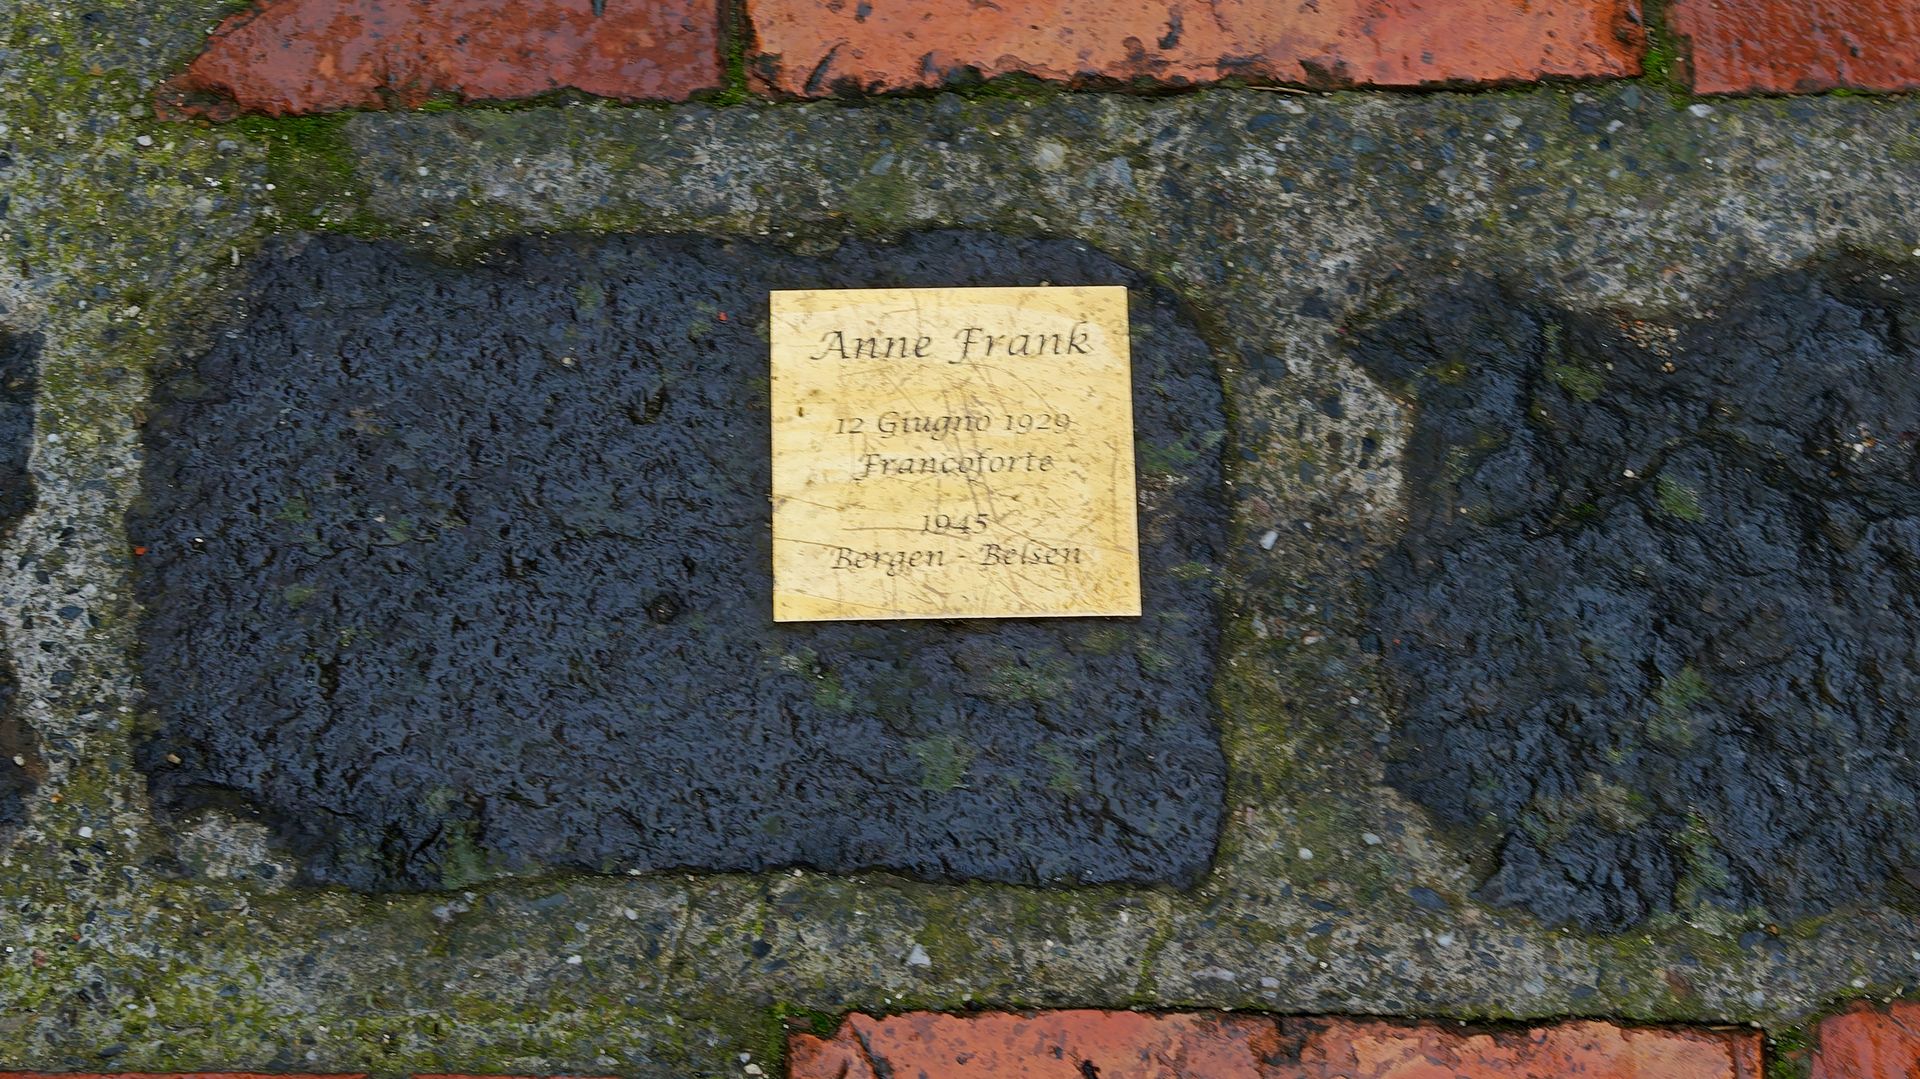 Anne Frank
12 Giugno 1929
Francoforte
1945
Bergen - Belsen